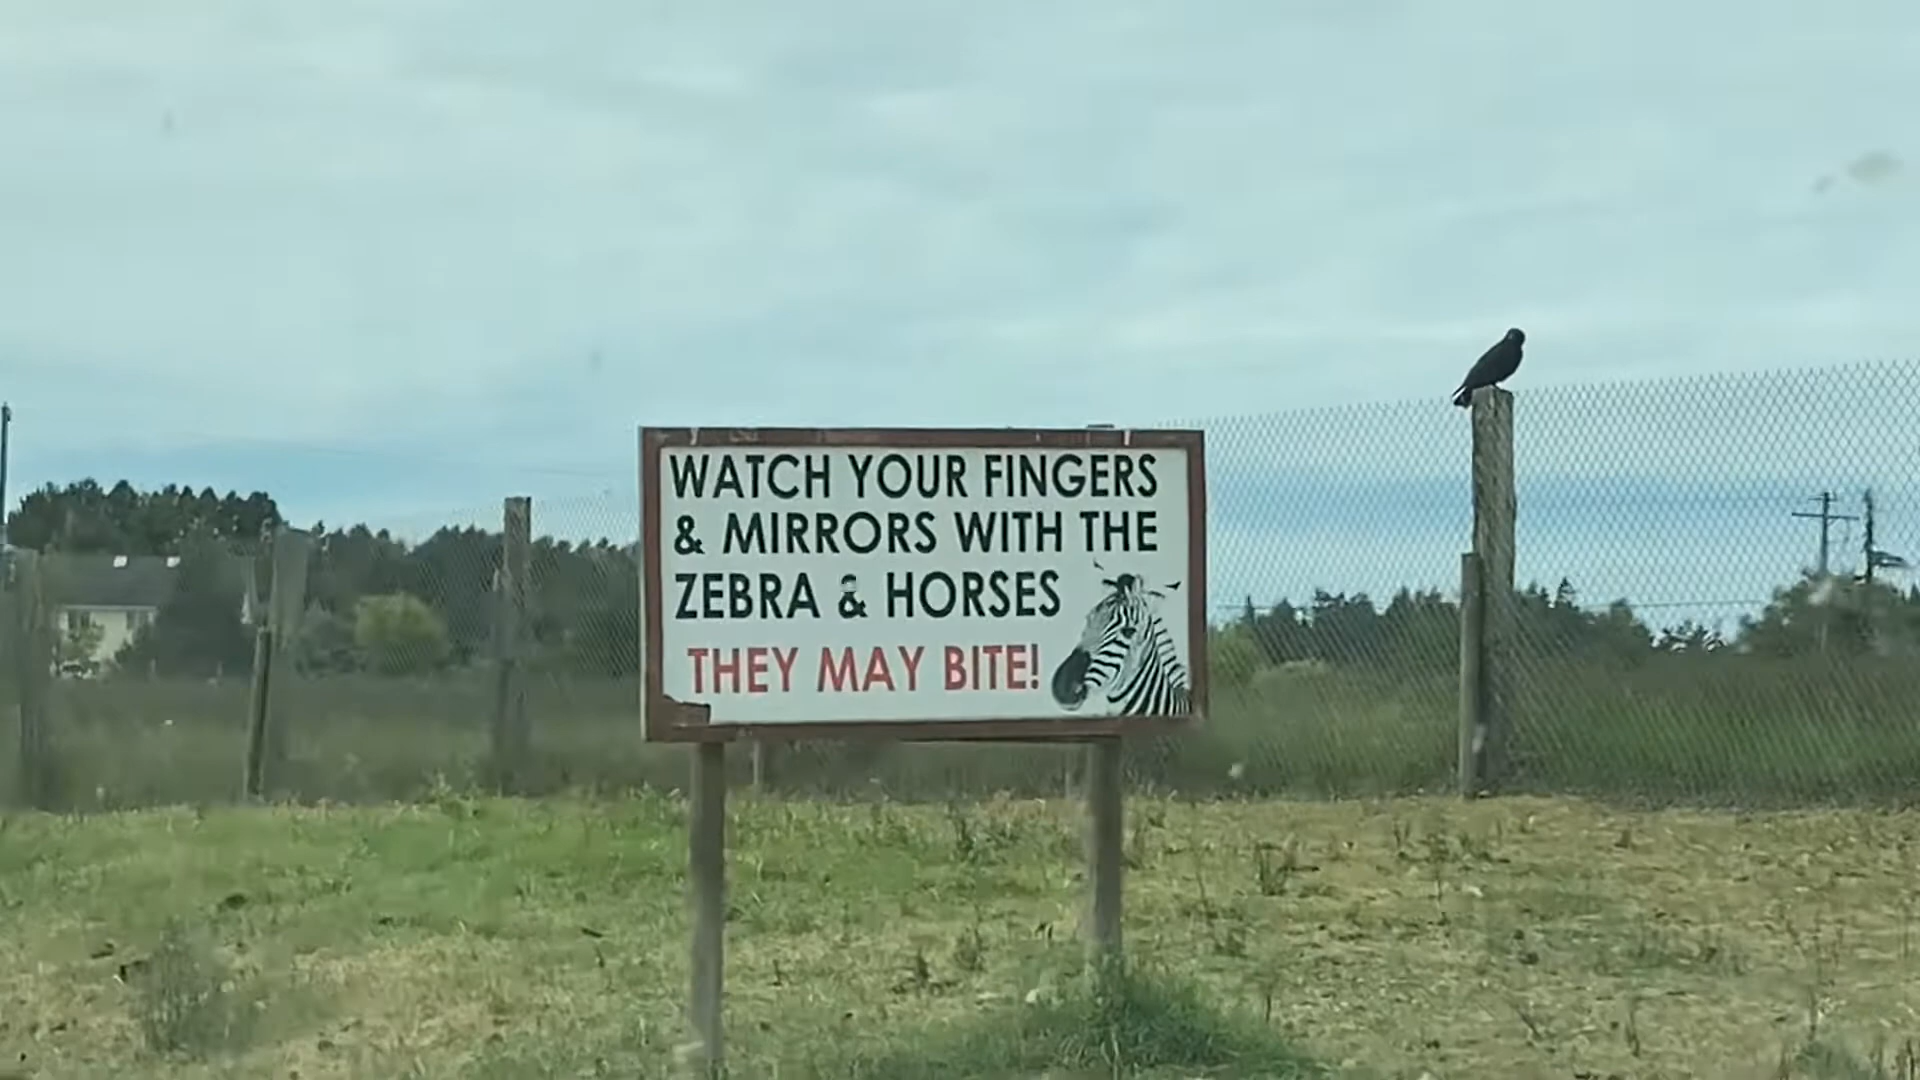 WATCH YOUR FINGERS
& MIRRORS WITH THE
ZEBRA & HORSES
THEY MAY BITE!